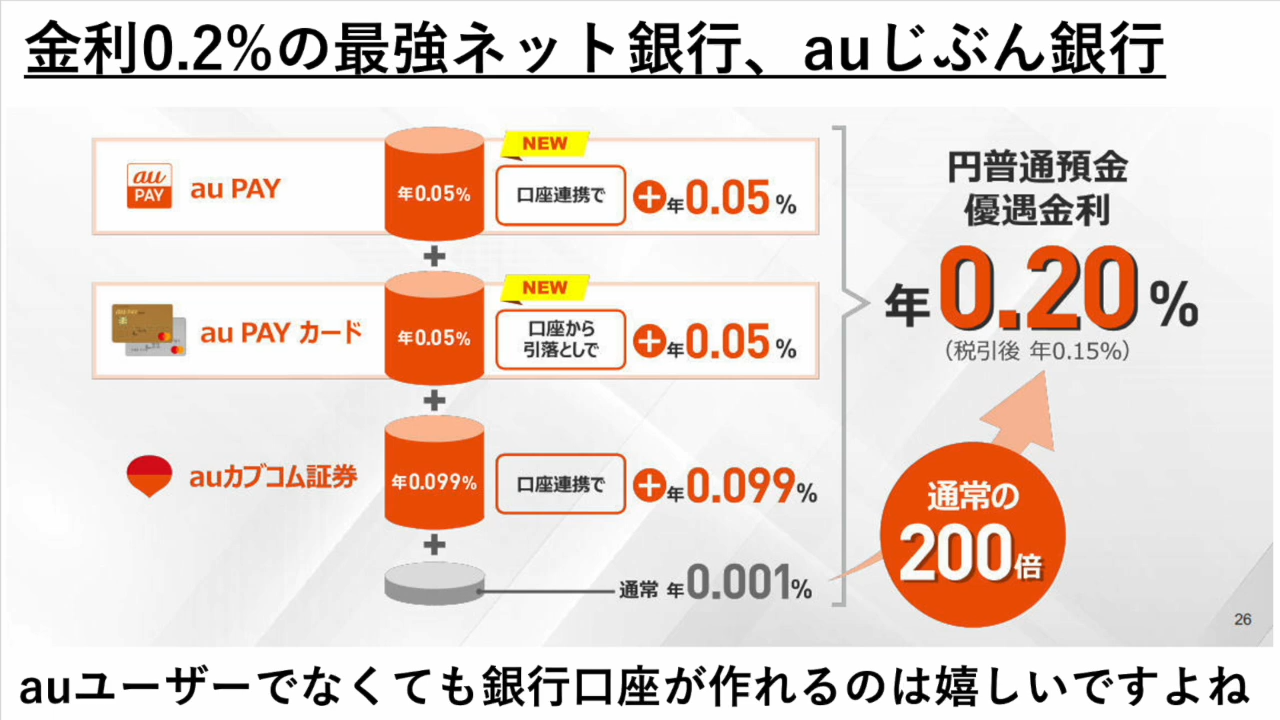 金利0.2%の最強ネット銀行、auじぶん銀行
au
PAY
au PAY
年0.05%
NEW
口座連携で
+年0.05%
+
au PAY カード
年0.05%
NEW
口座から
引落としで
+年0.05%
+
auカブコム証券
年0.099%
口座連携で
+年0.099%
+
通常 年0.001%
円普通預金
優遇金利
年0.20%
(税引後 年0.15%)
通常の
200倍
26
auユーザーでなくても銀行口座が作れるのは嬉しいですよね